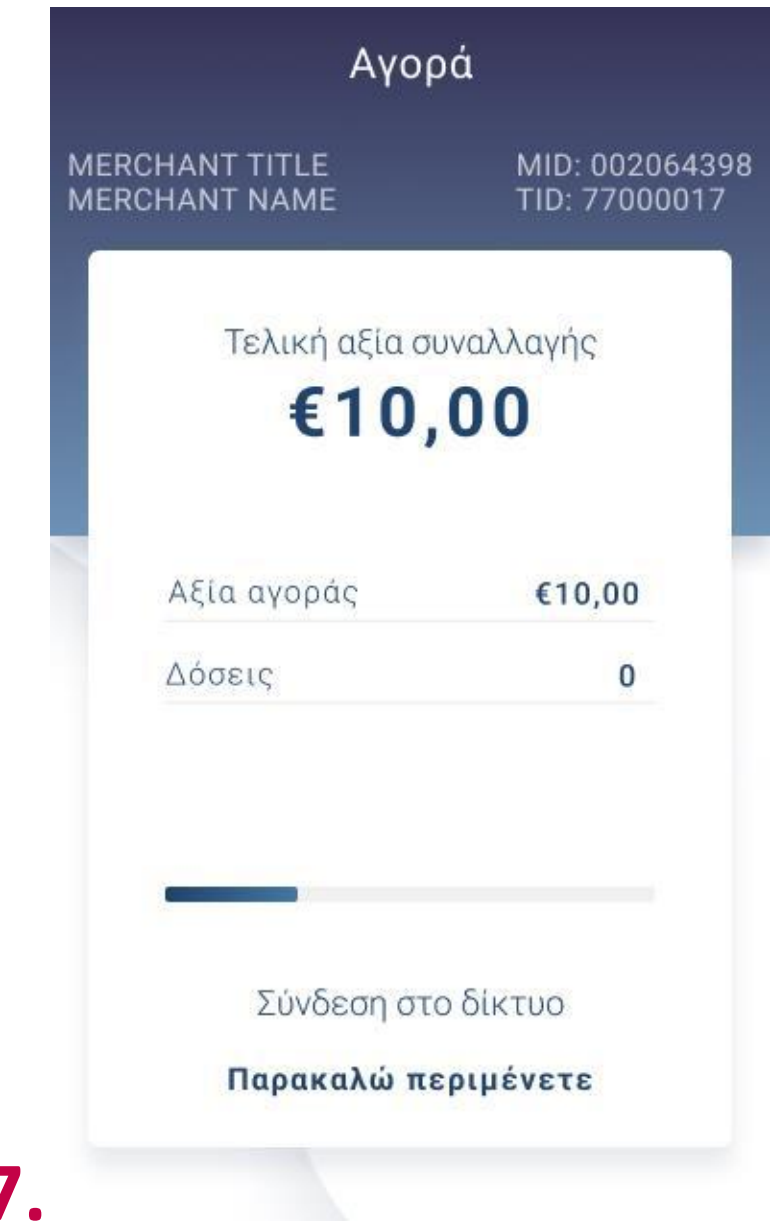 Αγορά
MERCHANT TITLE MID: 002064398
MERCHANT NAME TID: 77000017
Τελική αξία συναλλαγής
€10,00
Αξία αγοράς €10,00
Δόσεις 0
Σύνδεση στο δίκτυο
Παρακαλώ περιμένετε
7.